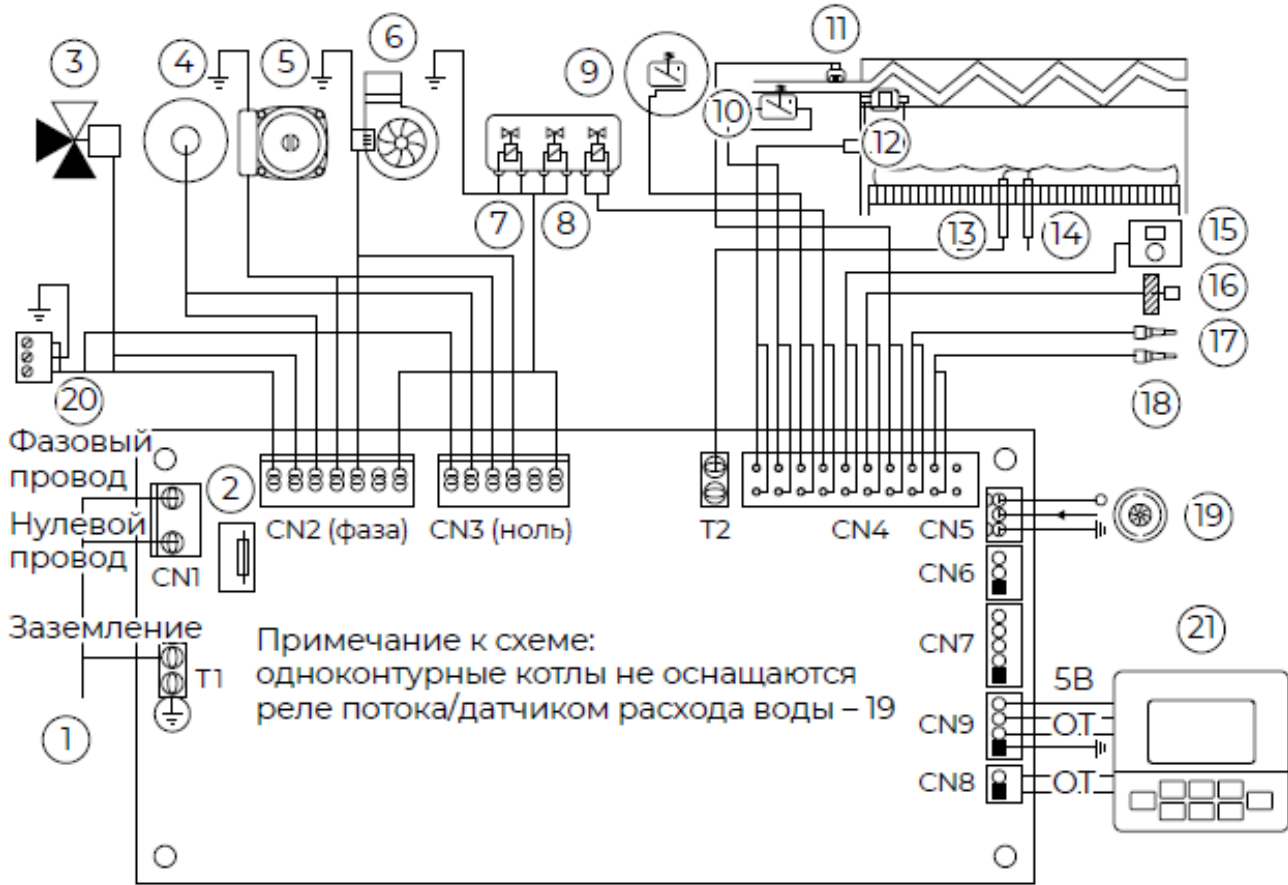 3
4
5
6
9
11
10
12
7
8
13
14
15
16
17
18
20
Фазовый
провод
2
Нулевой
провод
CN1
CN2 (фаза)
CN3 (ноль)
T2
CN4
CN5
19
CN6
Заземление
T1
1
Примечание к схеме:
одноконтурные котлы не оснащаются
реле потока/датчиком расхода воды – 19
CN7
21
5В
CN9
О.Т
CN8
О.Т